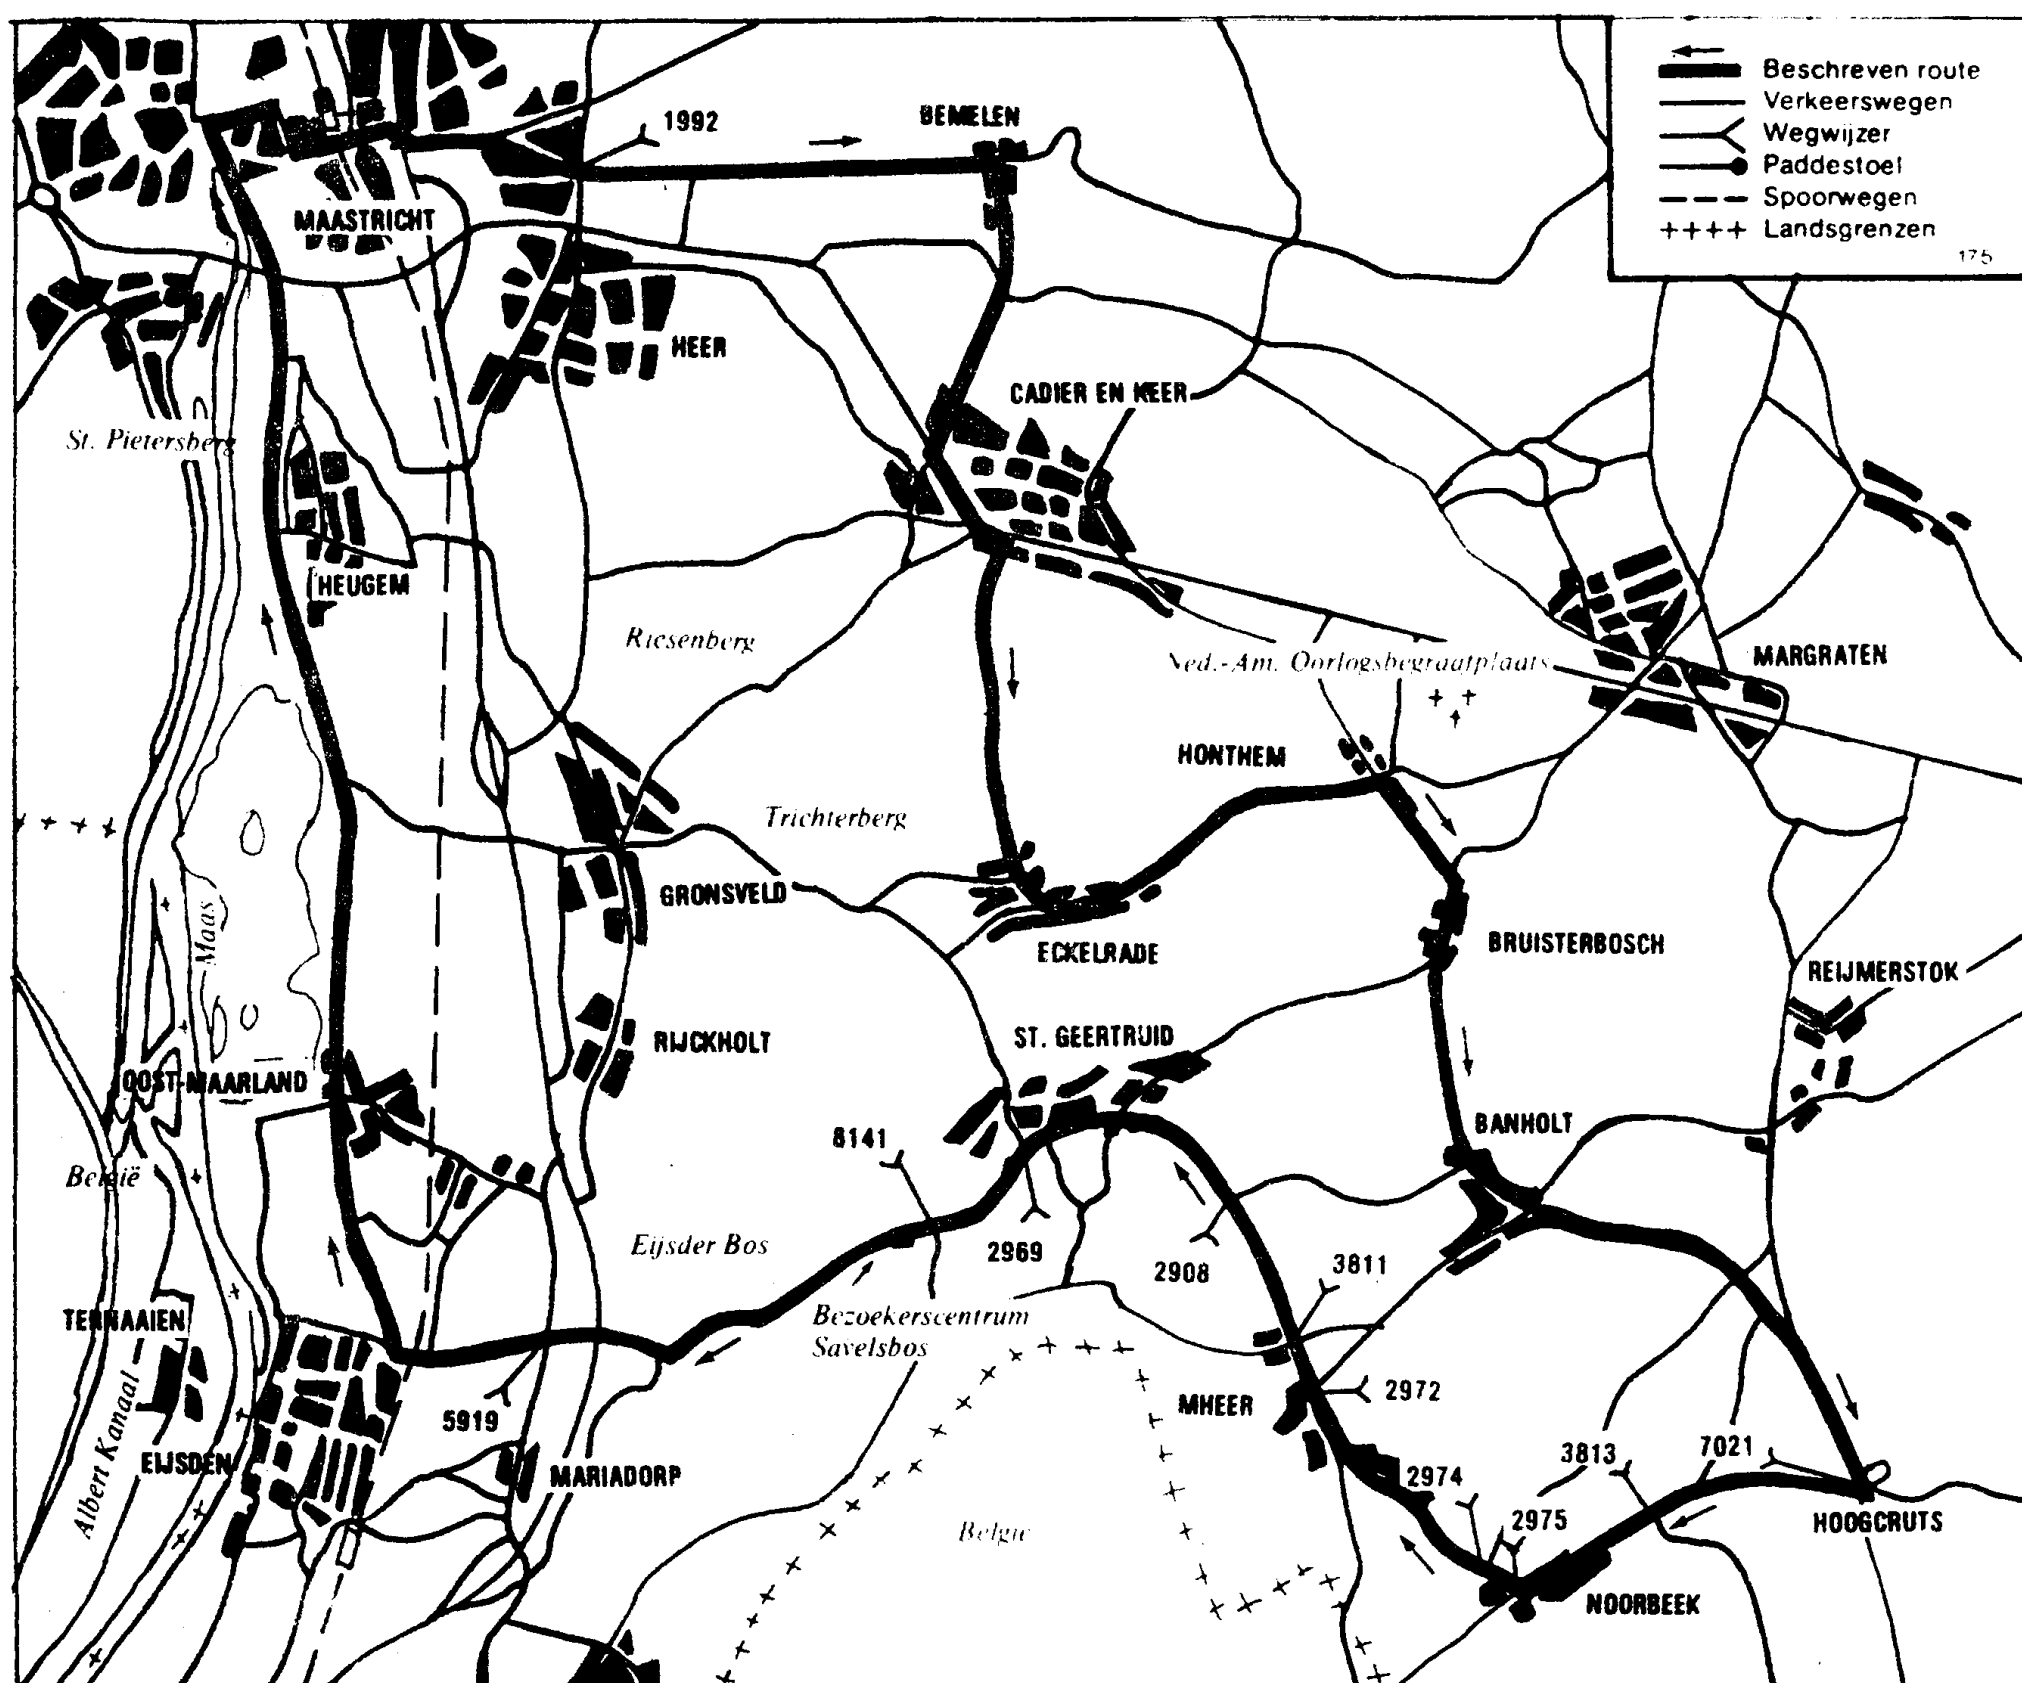 Beschreven route
Verkeerswegen
Wegwijzer
Paddestoel
Spoorwegen
++++ Landsgrenzen
175
1992
BEMELEN
MAASTRICHT
HEER
CADIER EN KEER
St. Pietersberg
HEUGEM
Riesenberg
Ned.-Am. Oorlogsbegraafplaats
MARGRATEN
HONTHEM
Trichterberg
GRONSVELD
Maas
ECKELRADE
BRUISTERBOSCH
REIJMERSTOK
RIJCKHOLT
ST. GEERTRUID
OOST-MAARLAND
BANHOLT
8141
België
Eijsder Bos
2969
2908
3811
Bezoekerscentrum
Savelsbos
TERNAAIEN
MHEER
2972
5919
Albert Kanaal
EIJSDEN
MARIADORP
2974
3813
7021
2975
België
HOOGCRUTS
NOORBEEK